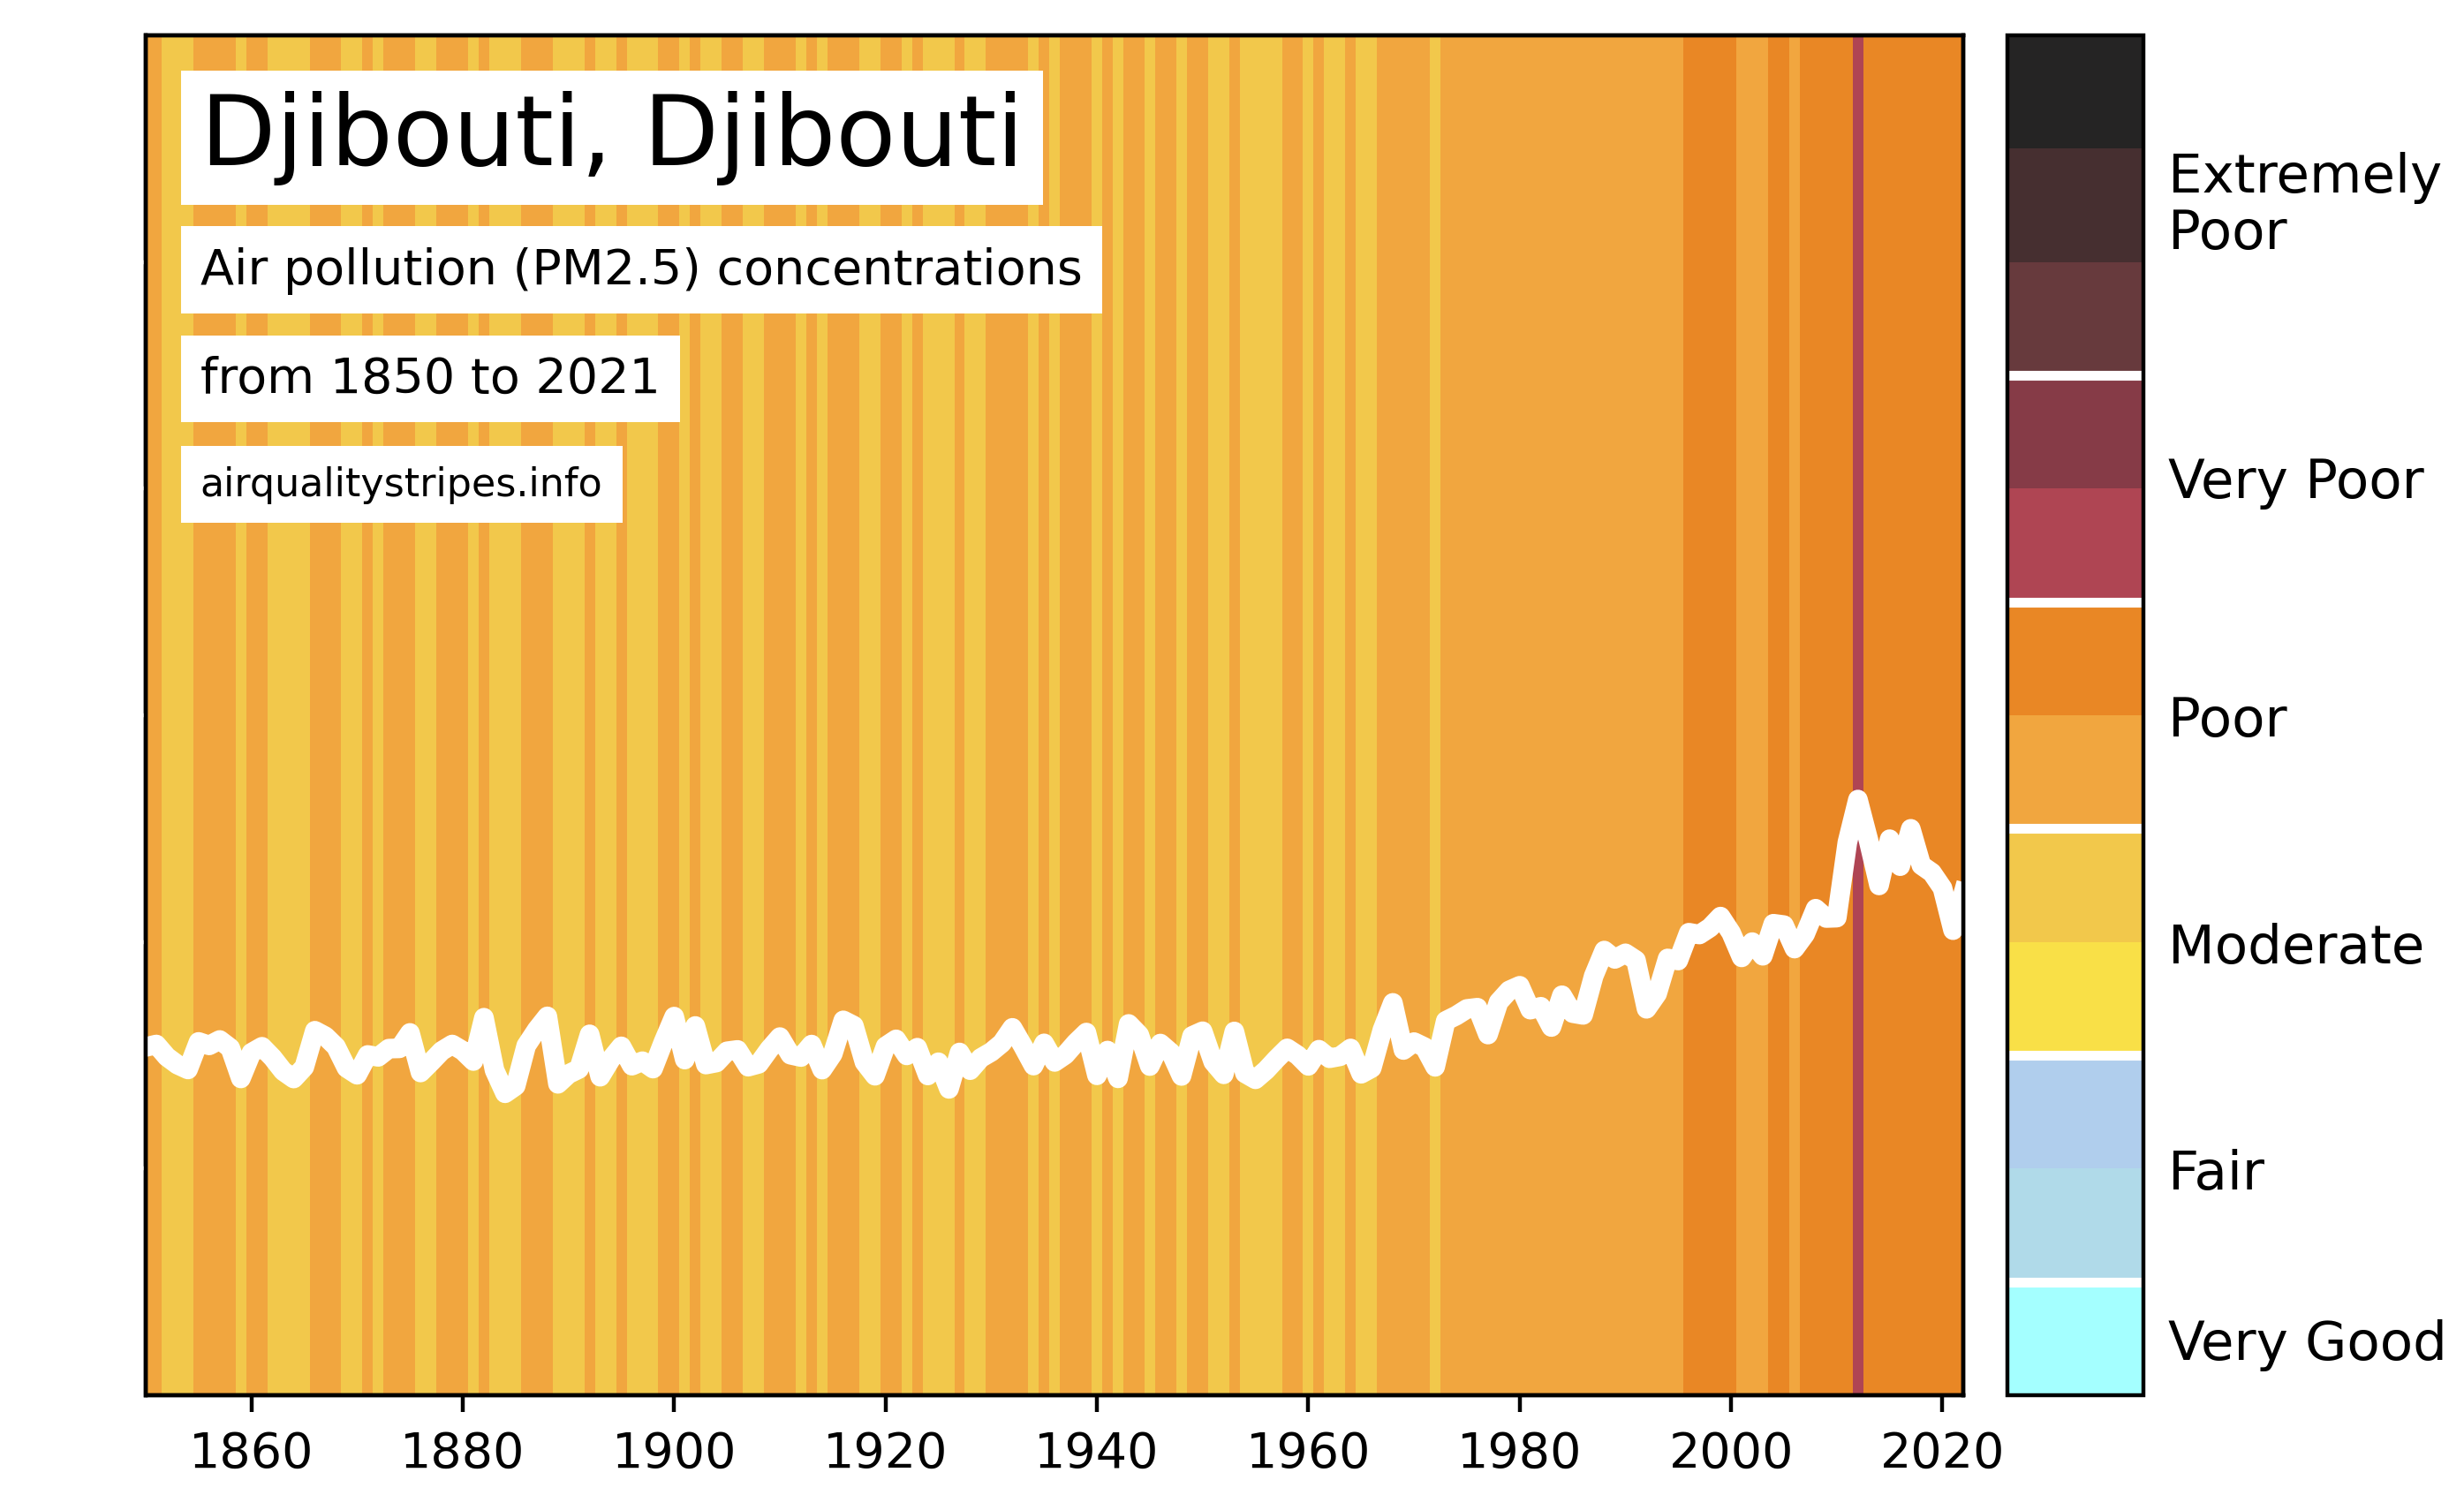 Djibouti, Djibouti
Air pollution (PM2.5) concentrations
from 1850 to 2021
airqualitystripes.info
Extremely
Poor
Very Poor
Poor
Moderate
Fair
Very Good
1860 1880 1900 1920 1940 1960 1980 2000 2020